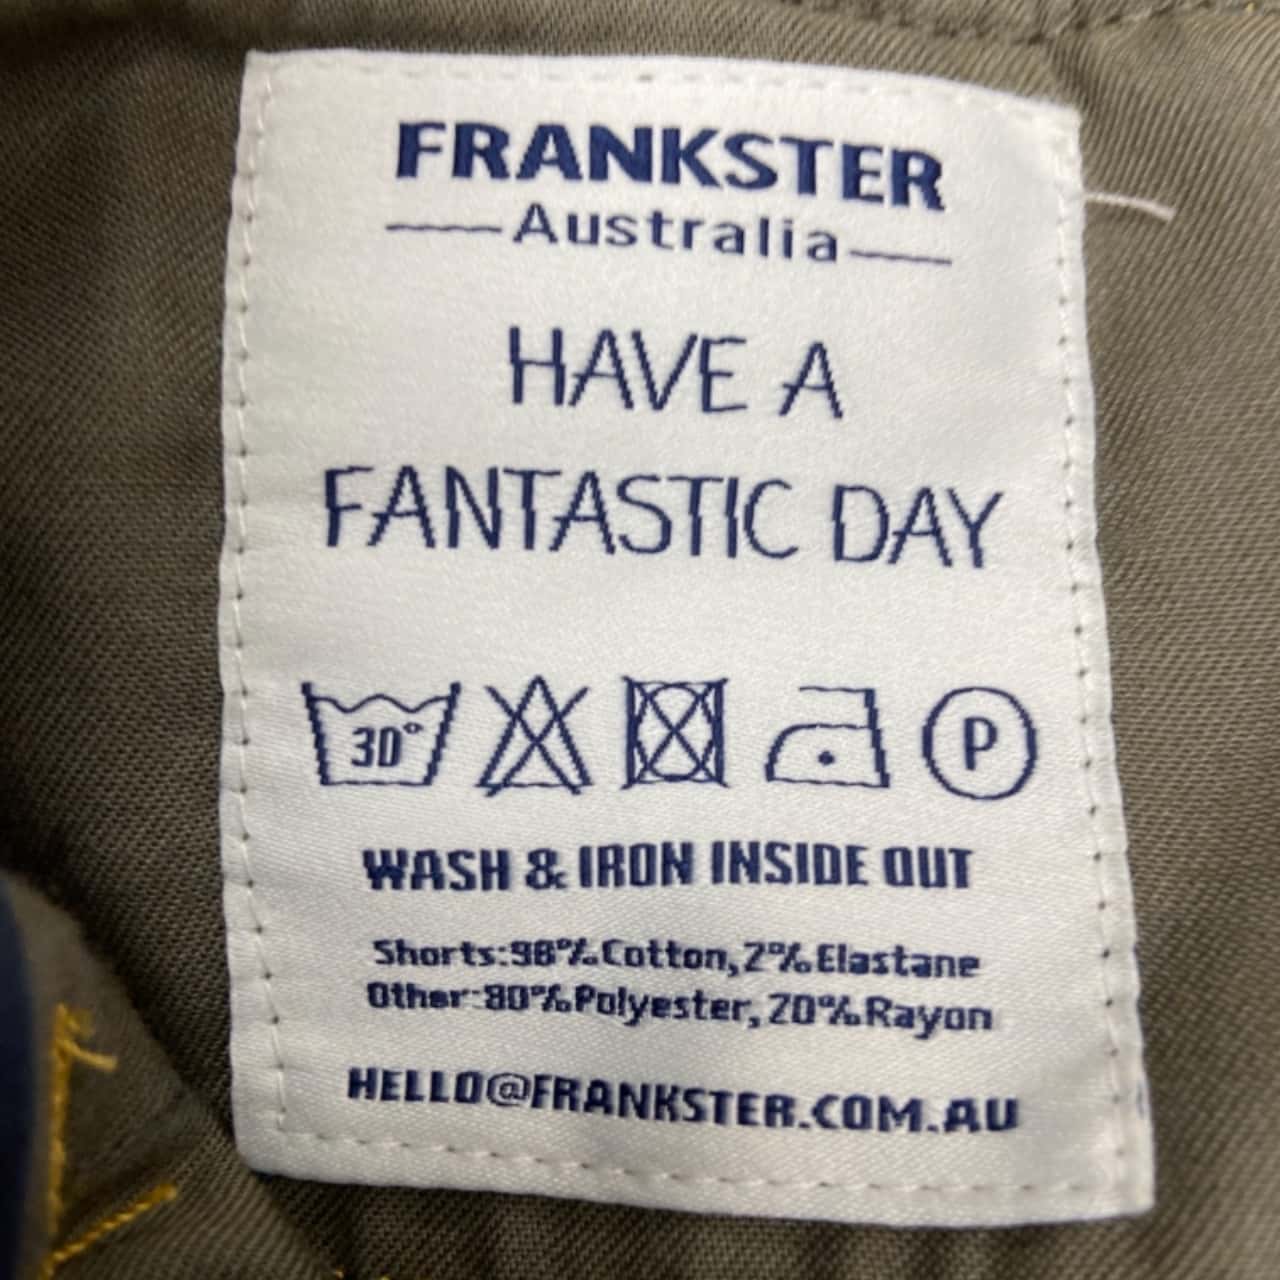 FRANKSTER
Australia
HAVE A
FANTASTIC DAY
30°
P
WASH & IRON INSIDE OUT
Shorts:98%Cotton,2%Elastane
Other:80%Polyester,20%Rayon
HELLO@FRANKSTER.COM.AU